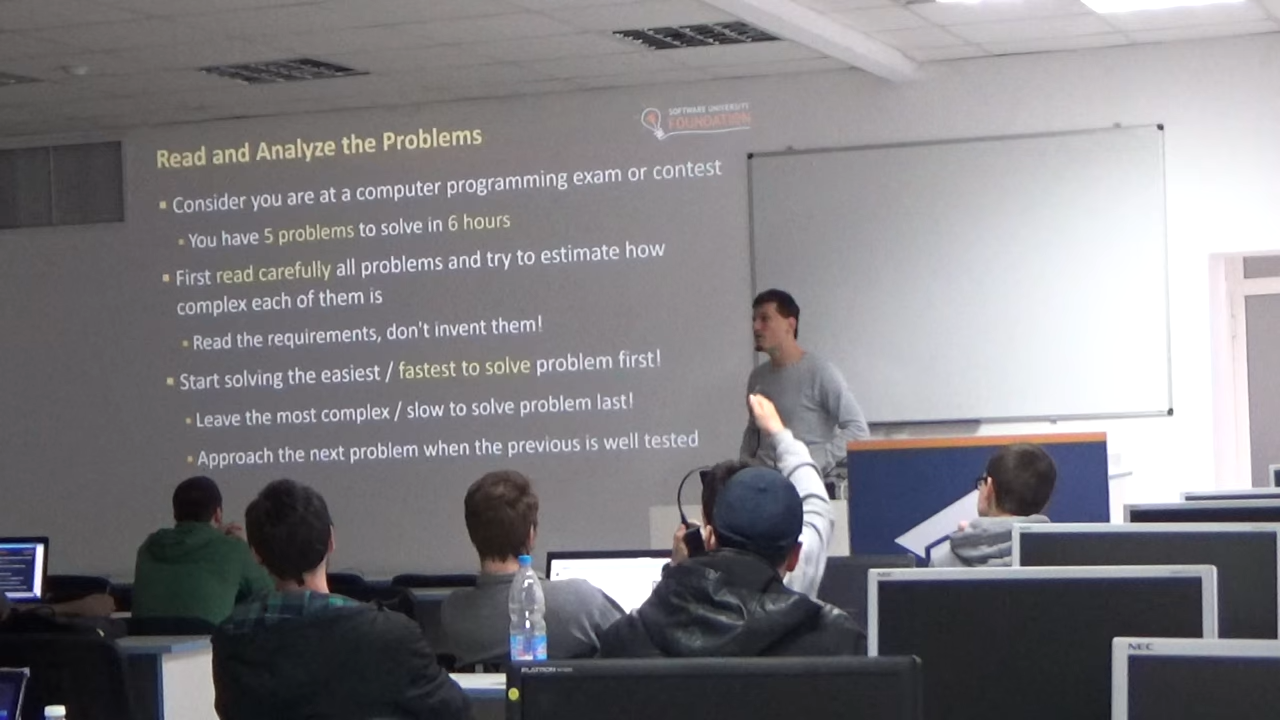 SOFTWARE UNIVERSITY
FOUNDATION
Read and Analyze the Problems
Consider you are at a computer programming exam or contest
You have 5 problems to solve in 6 hours
First read carefully all problems and try to estimate how
complex each of them is
Read the requirements, don't invent them!
Start solving the easiest / fastest to solve problem first!
Leave the most complex / slow to solve problem last!
Approach the next problem when the previous is well tested
NEC
NEC